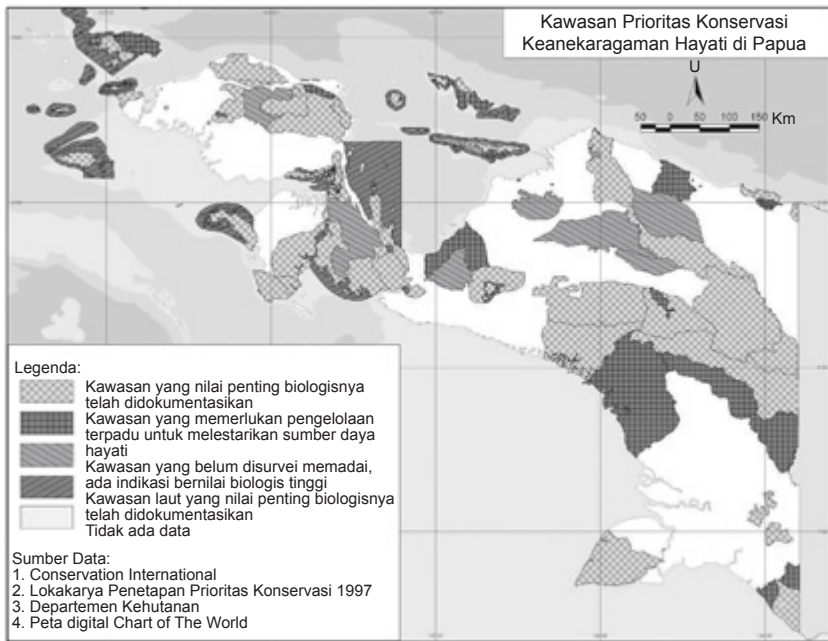 Kawasan Prioritas Konservasi
Keanekaragaman Hayati di Papua
U
50 0 50 100 150 Km
Legenda:
Kawasan yang nilai penting biologisnya
telah didokumentasikan
Kawasan yang memerlukan pengelolaan
terpadu untuk melestarikan sumber daya
hayati
Kawasan yang belum disurvei memadai,
ada indikasi bernilai biologis tinggi
Kawasan laut yang nilai penting biologisnya
telah didokumentasikan
Tidak ada data
Sumber Data:
1. Conservation International
2. Lokakarya Penetapan Prioritas Konservasi 1997
3. Departemen Kehutanan
4. Peta digital Chart of The World